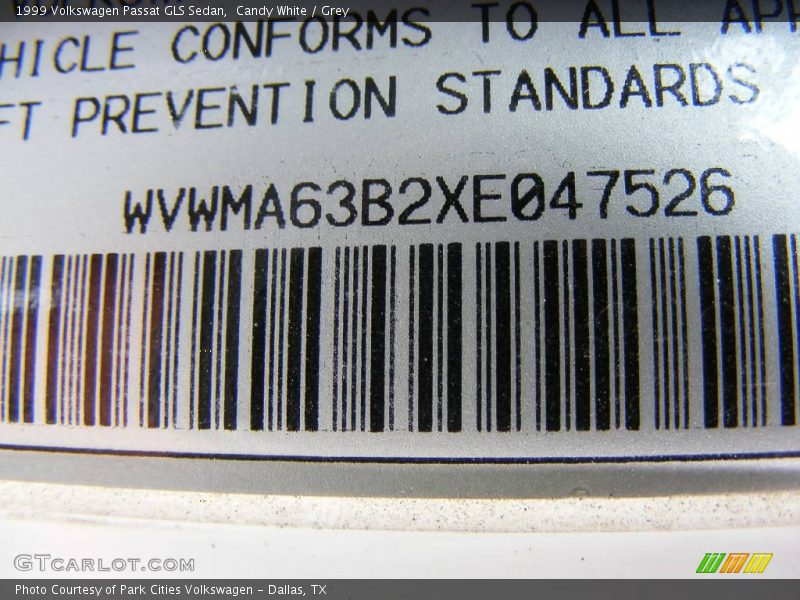 1999 Volkswagen Passat GLS Sedan, Candy White / Grey
HICLE CONFORMS TO ALL APP
FT PREVENTION STANDARDS
WVWMA63B2XE047526
GTCARLOT.COM
Photo Courtesy of Park Cities Volkswagen - Dallas, TX